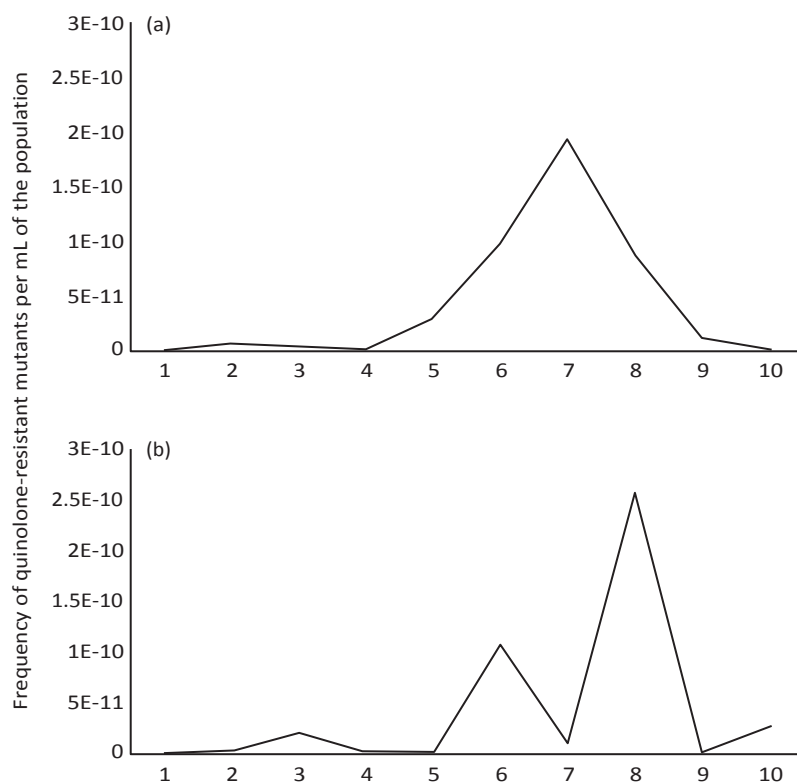 Frequency of quinolone-resistant mutants per mL of the population
(a)
3E-10
2.5E-10
2E-10
1.5E-10
1E-10
5E-11
0
1 2 3 4 5 6 7 8 9 10
(b)
3E-10
2.5E-10
2E-10
1.5E-10
1E-10
5E-11
0
1 2 3 4 5 6 7 8 9 10